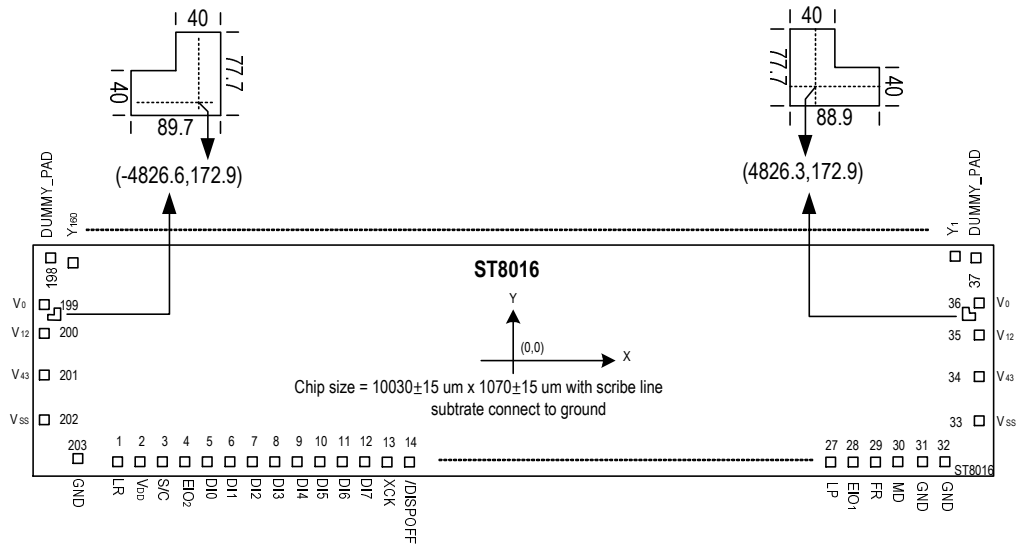 40
77.7
40
89.7
(-4826.6,172.9)
40
77.7
40
88.9
(4826.3,172.9)
DUMMY_PAD
Y160
Y1
DUMMY_PAD
198
37
ST8016
V0
199
36
V0
Y
V12
200
(0,0)
X
35
V12
V43
201
34
V43
Chip size = 10030±15 um x 1070±15 um with scribe line
subtrate connect to ground
VSS
202
33
VSS
203 1 2 3 4 5 6 7 8 9 10 11 12 13 14 27 28 29 30 31 32
ST8016
GND LR VDD S/C EIO2 DI0 DI1 DI2 DI3 DI4 DI5 DI6 DI7 XCK /DISPOFF LP EIO1 FR MD GND GND